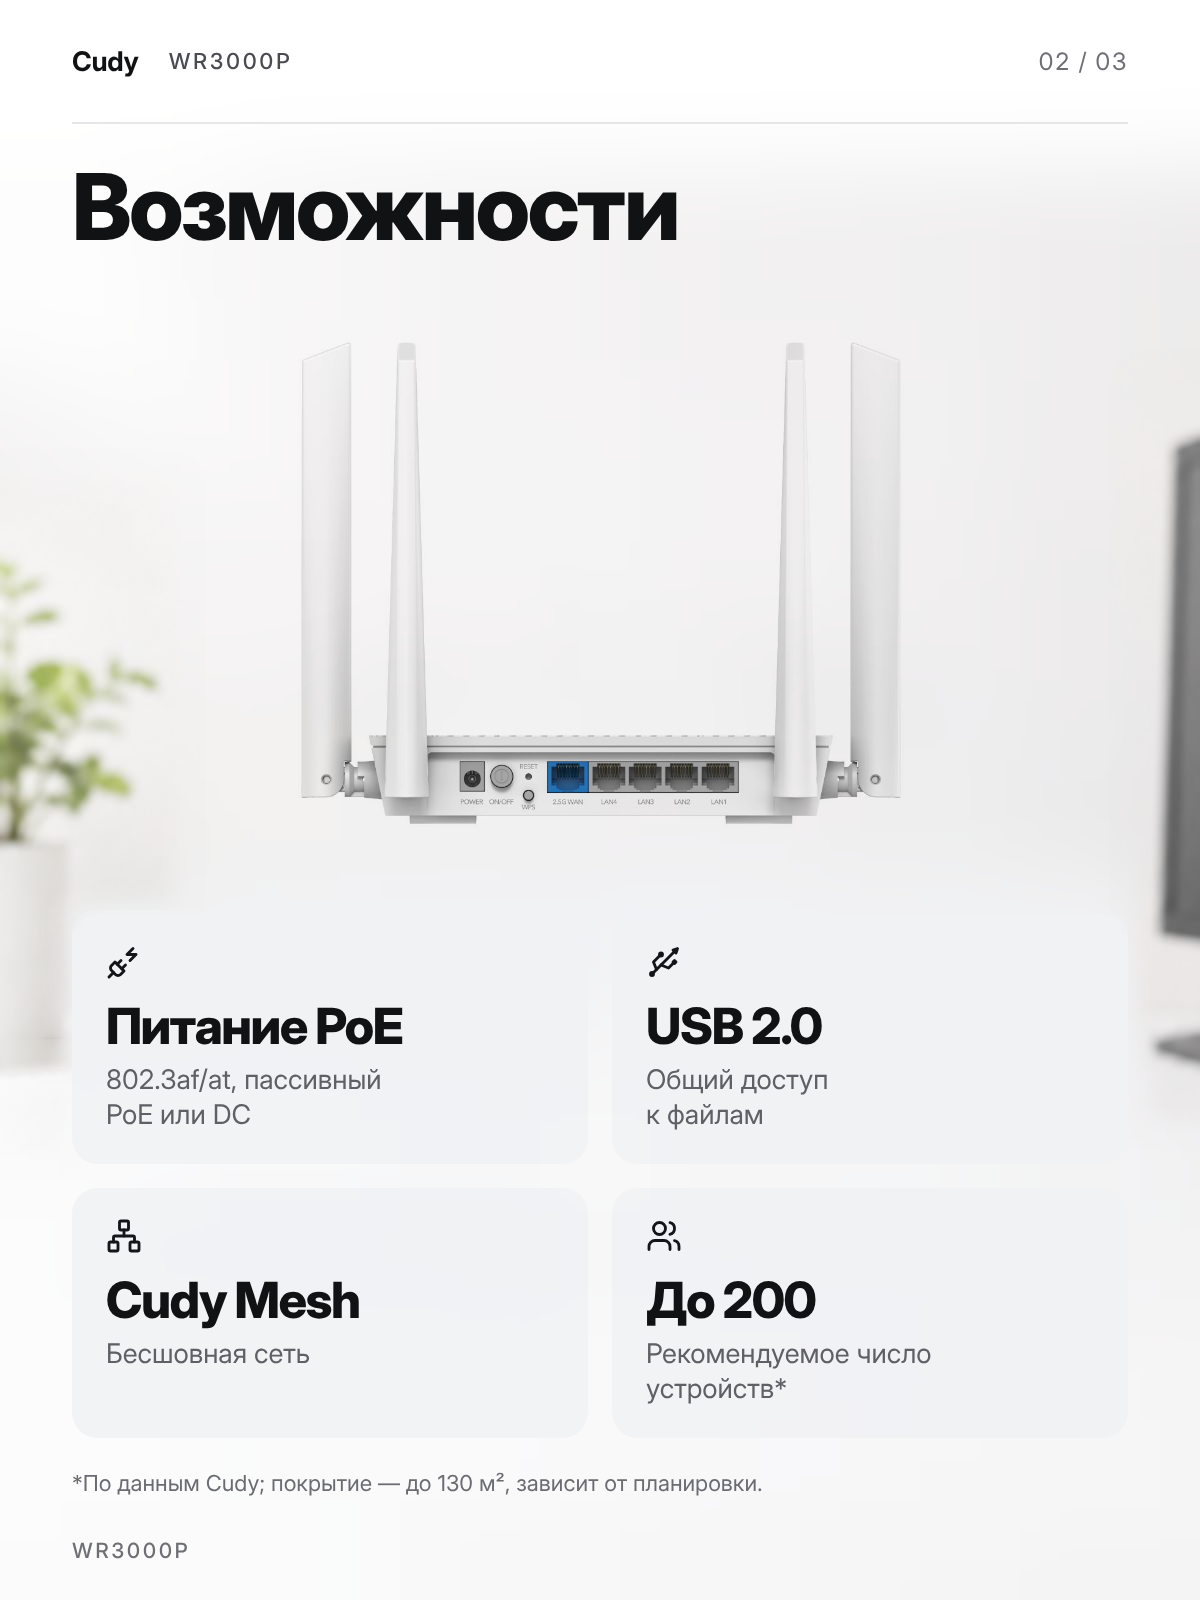 Cudy WR3000P 02 / 03
Возможности
RESET
POWER ON/OFF WPS 2.5G WAN LAN4 LAN3 LAN2 LAN1
Питание PoE
802.3af/at, пассивный
PoE или DC
USB 2.0
Общий доступ
к файлам
Cudy Mesh
Бесшовная сеть
До 200
Рекомендуемое число
устройств*
*По данным Cudy; покрытие — до 130 м², зависит от планировки.
WR3000P